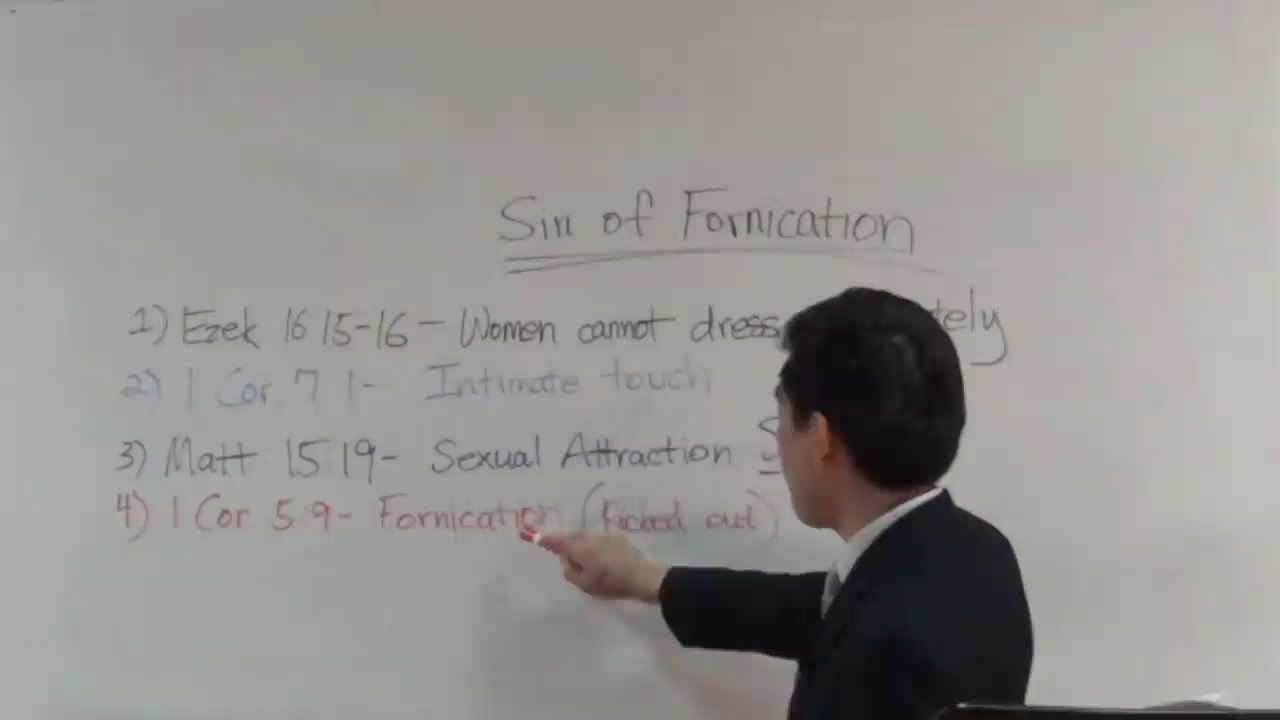 Sin of Fornication
1) Ezek 16 15-16 - Women cannot dress
2) 1 Cor. 7 1- Intimate touch
3) Matt 15:19- Sexual Attraction
4) 1 Cor 5:9- Fornication (Kicked out)